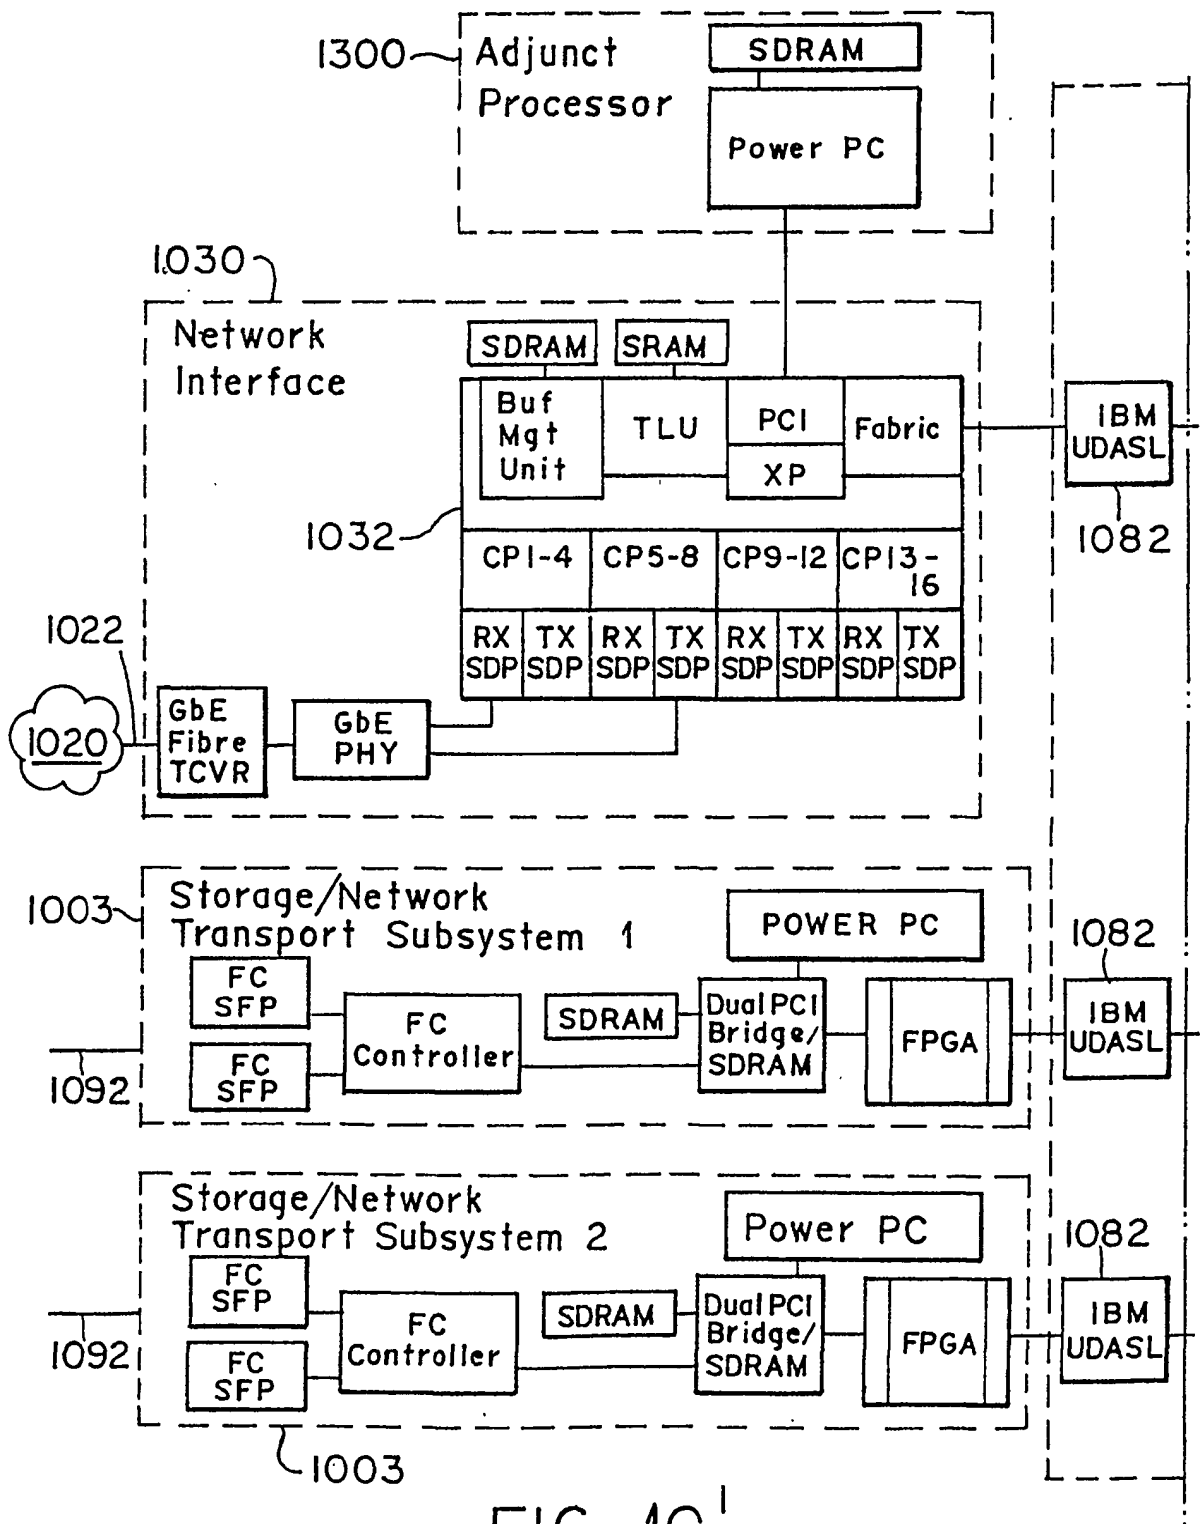 1300
Adjunct
Processor
SDRAM
Power PC
1030
Network
Interface
SDRAM
SRAM
Buf
Mgt
Unit
TLU
PCI
XP
Fabric
IBM
UDASL
1082
1032
CP1-4
CP5-8
CP9-12
CP13-
16
RX
SDP
TX
SDP
RX
SDP
TX
SDP
RX
SDP
TX
SDP
RX
SDP
TX
SDP
1022
1020
GbE
Fibre
TCVR
GbE
PHY
1003
Storage/Network
Transport Subsystem 1
POWER PC
1082
FC
SFP
FC
SFP
FC
Controller
SDRAM
Dual PCI
Bridge/
SDRAM
FPGA
IBM
UDASL
1092
Storage/Network
Transport Subsystem 2
Power PC
1082
FC
SFP
FC
SFP
FC
Controller
SDRAM
Dual PCI
Bridge/
SDRAM
FPGA
IBM
UDASL
1092
1003